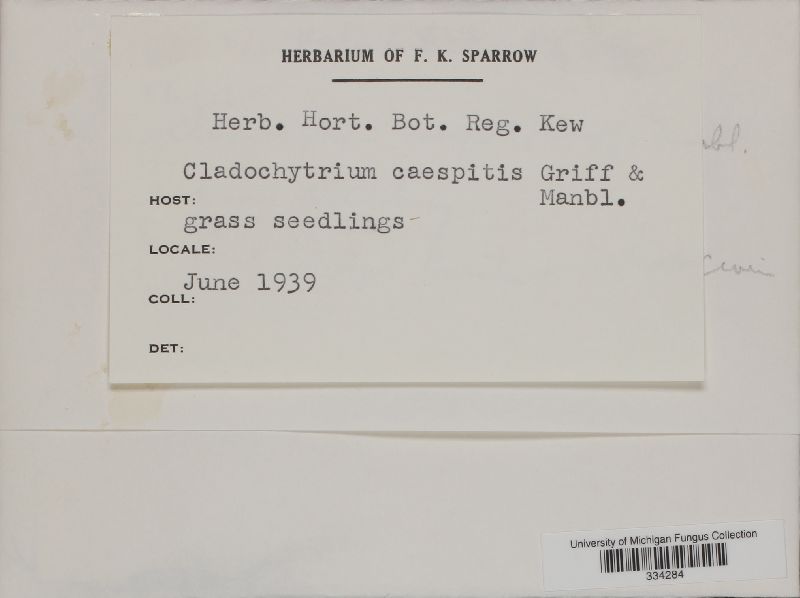 HERBARIUM OF F. K. SPARROW
Herb. Hort. Bot. Reg. Kew
Cladochytrium caespitis Griff &
Manbl.
HOST:
grass seedlings
LOCALE:
June 1939
COLL:
DET:
University of Michigan Fungus Collection
334284